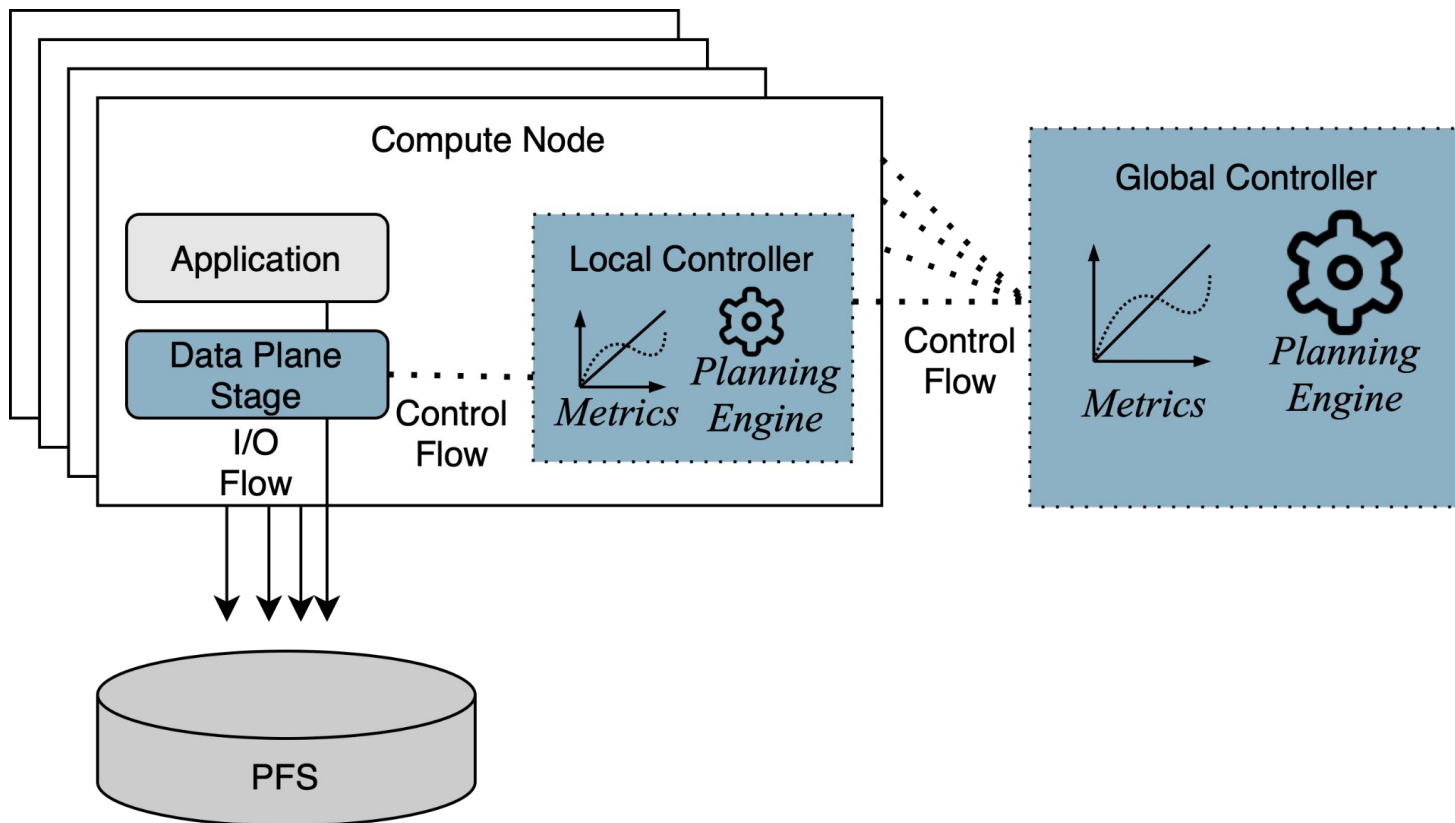 Compute Node
Application
Data Plane
Stage
I/O
Flow
Control
Flow
Local Controller
Metrics
Planning
Engine
Control
Flow
Global Controller
Metrics
Planning
Engine
PFS